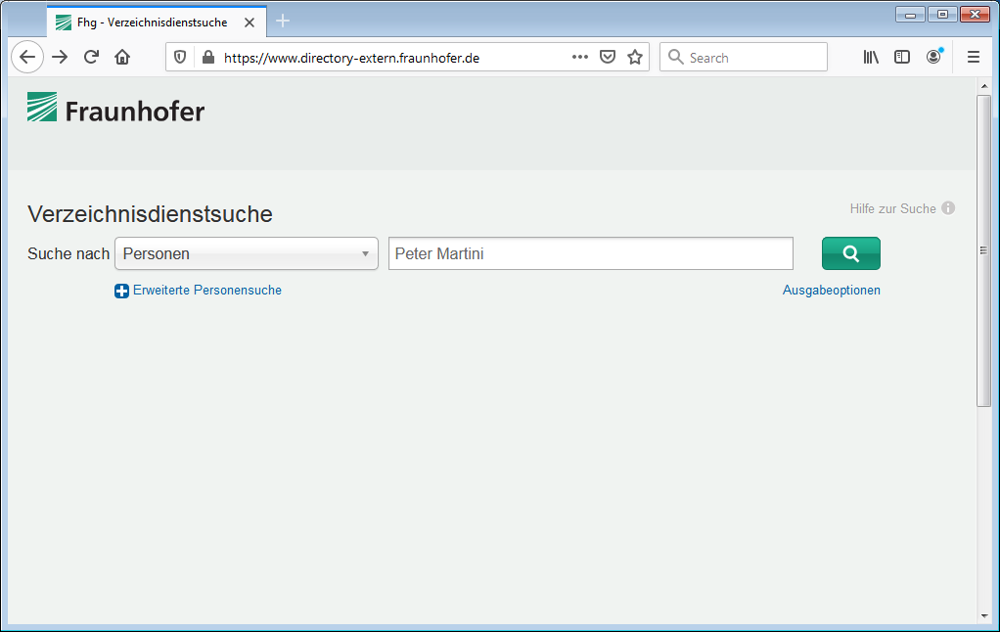 Fhg - Verzeichnisdienstsuche
https://www.directory-extern.fraunhofer.de
Search
Fraunhofer
Verzeichnisdienstsuche
Hilfe zur Suche
Suche nach Personen Peter Martini
Erweiterte Personensuche Ausgabeoptionen